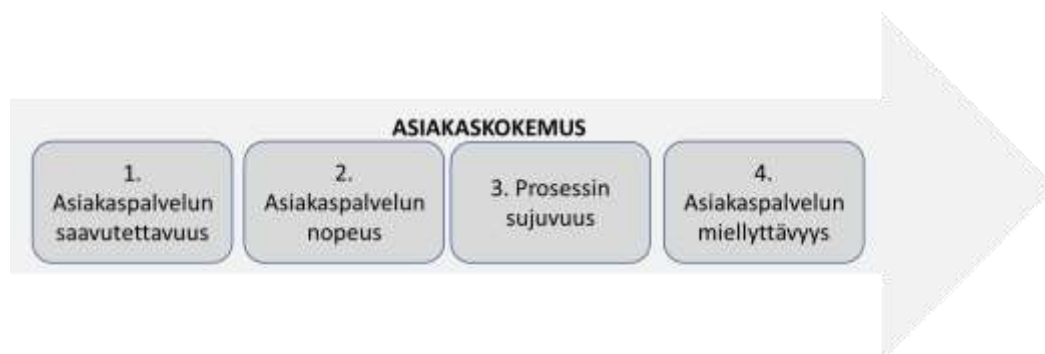 ASIAKASKOKEMUS
1.
Asiakaspalvelun
saavutettavuus
2.
Asiakaspalvelun
nopeus
3. Prosessin
sujuvuus
4.
Asiakaspalvelun
miellyttävyys